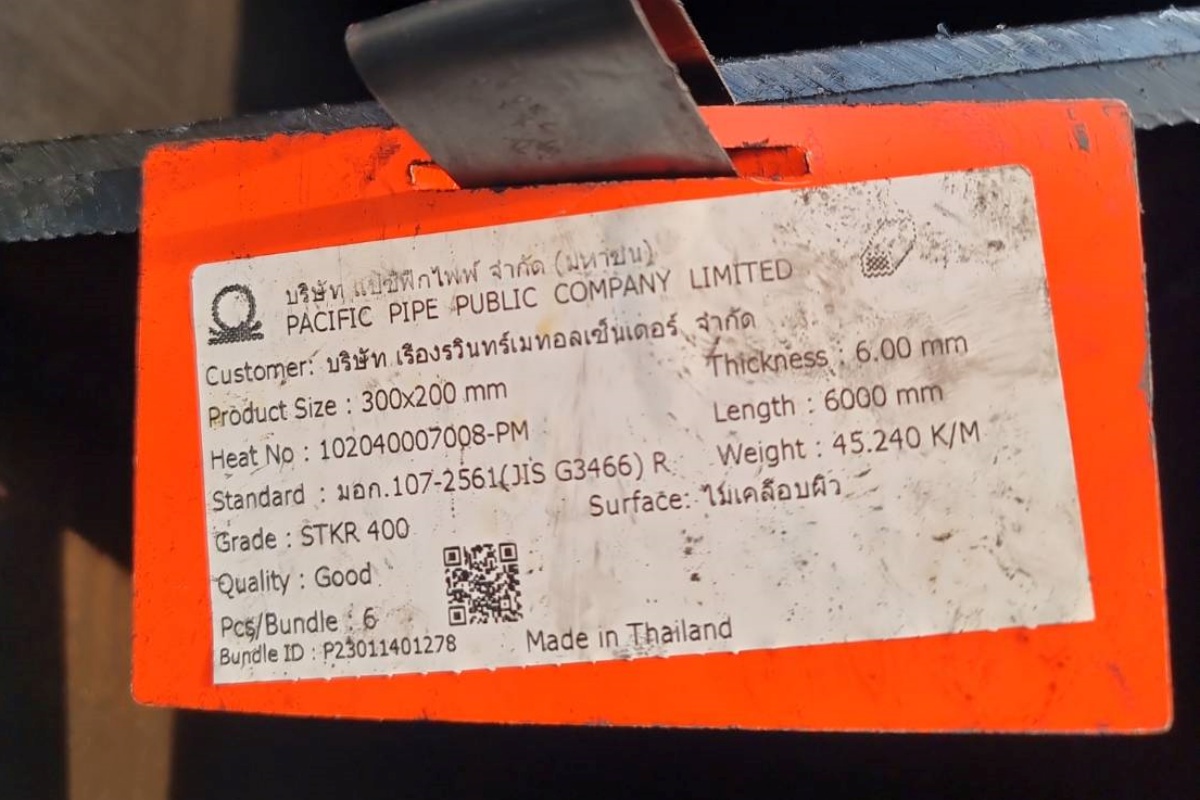 บริษัท แปซิฟิกไพพ์ จำกัด (มหาชน)
PACIFIC PIPE PUBLIC COMPANY LIMITED
Customer: บริษัท เรืองรวินทร์เมทอลเซ็นเตอร์ จำกัด
Product Size : 300x200 mm Thickness : 6.00 mm
Heat No : 102040007008-PM Length : 6000 mm
Standard : มอก.107-2561(JIS G3466) R Weight : 45.240 K/M
Grade : STKR 400 Surface: ไม่เคลือบผิว
Quality : Good
Pcs/Bundle : 6
Bundle ID : P23011401278 Made in Thailand